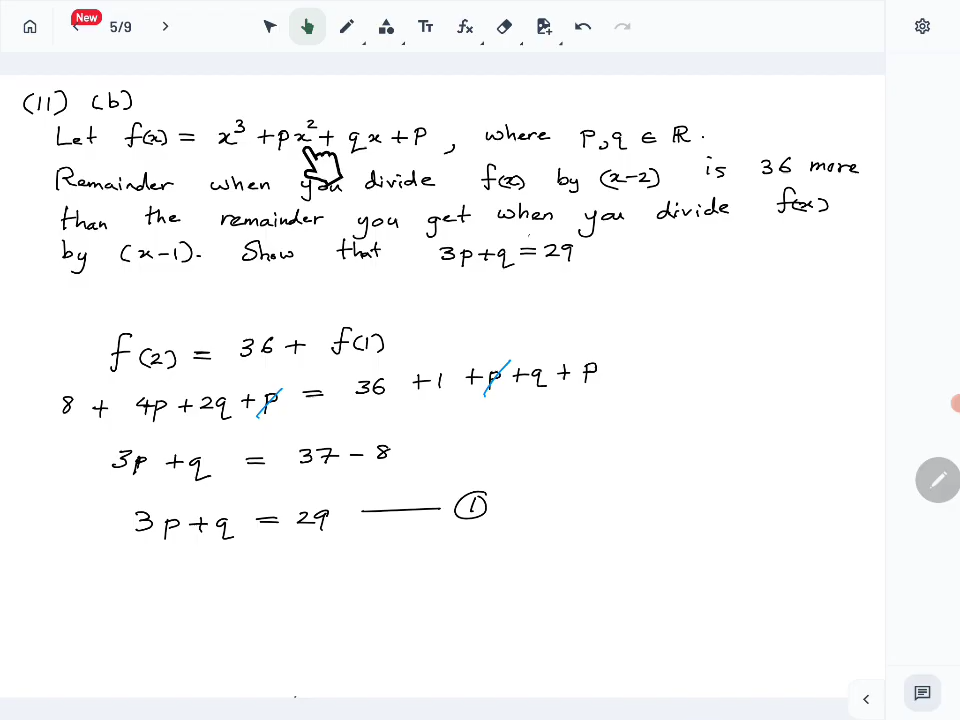 New
5/9
Tт fx
(11) (b)
Let f(x) = x³ + px² + qx + p , where p,q ∈ ℝ.
Remainder when you divide f(x) by (x-2) is 36 more
than the remainder you get when you divide f(x)
by (x-1). Show that 3p+q = 29
f(2) = 36 + f(1)
8 + 4p + 2q + p = 36 + 1 + p + q + p
3p + q = 37 - 8
3p + q = 29 —— ①